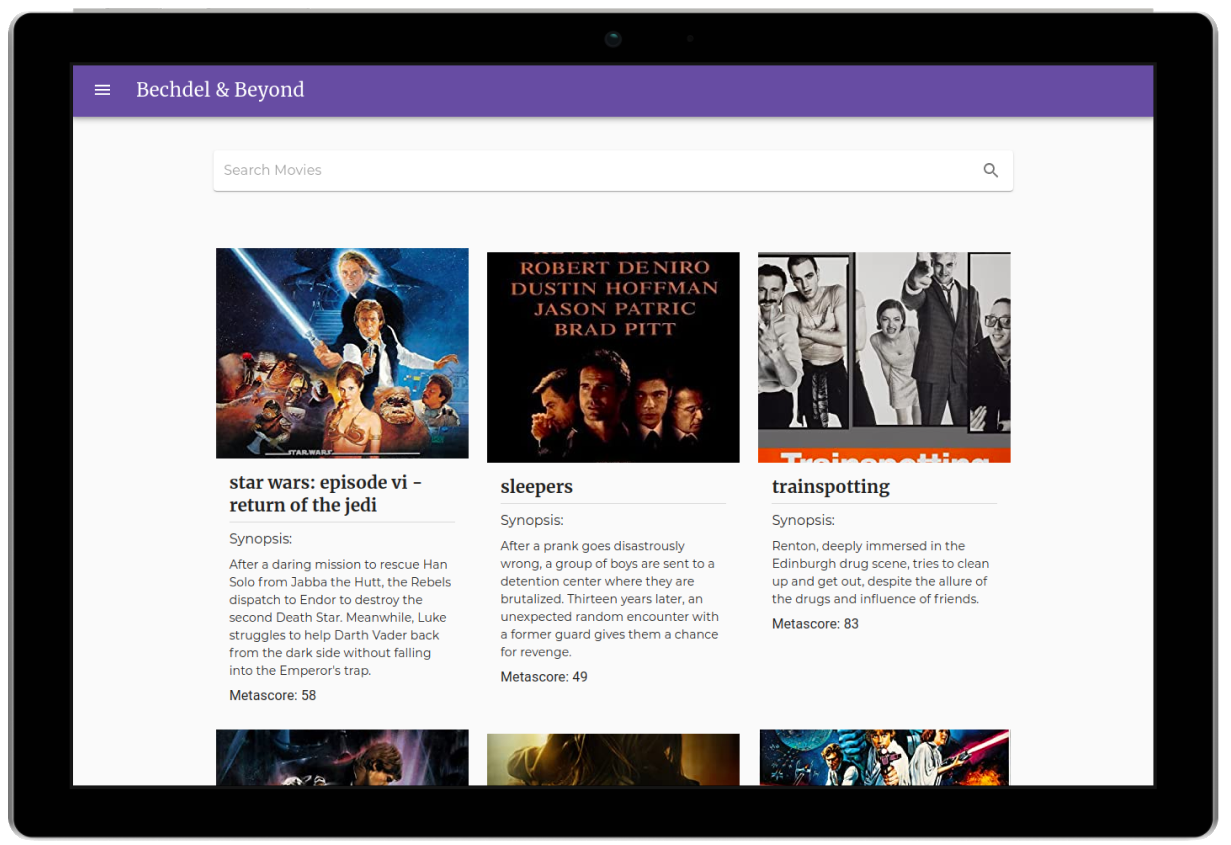 Bechdel & Beyond
Search Movies
ROBERT DE NIRO
DUSTIN HOFFMAN
JASON PATRIC
BRAD PITT
STAR WARS
Trainspotting
star wars: episode vi -
return of the jedi
Synopsis:
After a daring mission to rescue Han
Solo from Jabba the Hutt, the Rebels
dispatch to Endor to destroy the
second Death Star. Meanwhile, Luke
struggles to help Darth Vader back
from the dark side without falling
into the Emperor's trap.
Metascore: 58
sleepers
Synopsis:
After a prank goes disastrously
wrong, a group of boys are sent to a
detention center where they are
brutalized. Thirteen years later, an
unexpected random encounter with
a former guard gives them a chance
for revenge.
Metascore: 49
trainspotting
Synopsis:
Renton, deeply immersed in the
Edinburgh drug scene, tries to clean
up and get out, despite the allure of
the drugs and influence of friends.
Metascore: 83